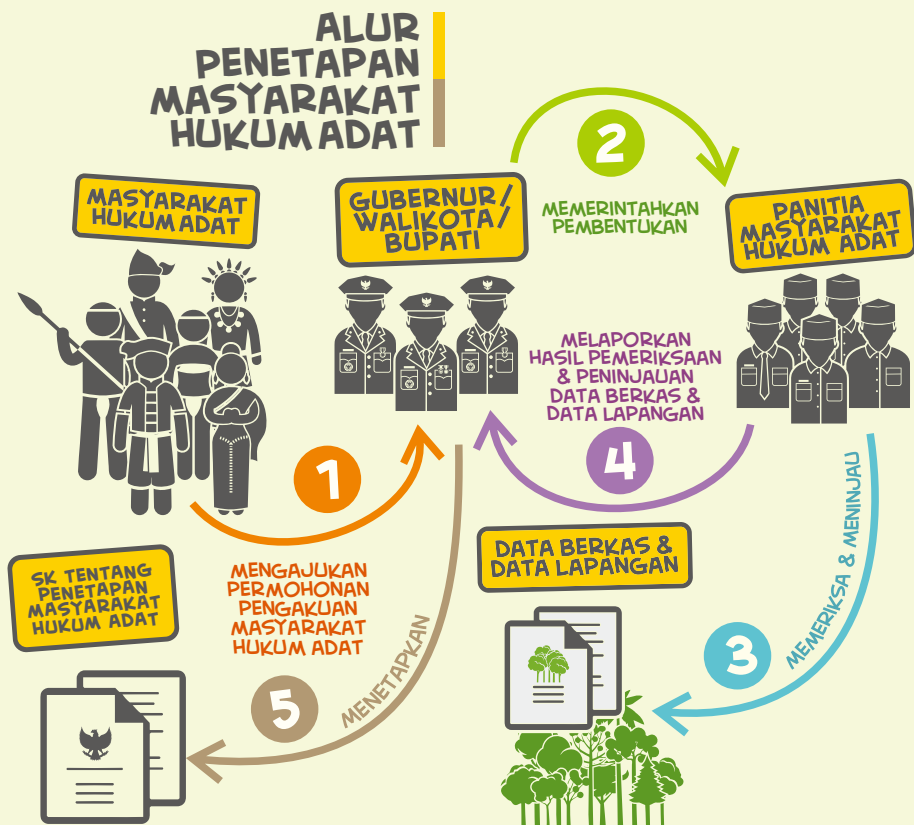 ALUR
PENETAPAN
MASYARAKAT
HUKUM ADAT
MASYARAKAT
HUKUM ADAT
GUBERNUR/
WALIKOTA/
BUPATI
2
MEMERINTAHKAN
PEMBENTUKAN
PANITIA
MASYARAKAT
HUKUM ADAT
MELAPORKAN
HASIL PEMERIKSAAN
& PENINJAUAN
DATA BERKAS &
DATA LAPANGAN
4
1
MENGAJUKAN
PERMOHONAN
PENGAKUAN
MASYARAKAT
HUKUM ADAT
DATA BERKAS &
DATA LAPANGAN
3
MEMERIKSA & MENINJAU
SK TENTANG
PENETAPAN
MASYARAKAT
HUKUM ADAT
5
MENETAPKAN